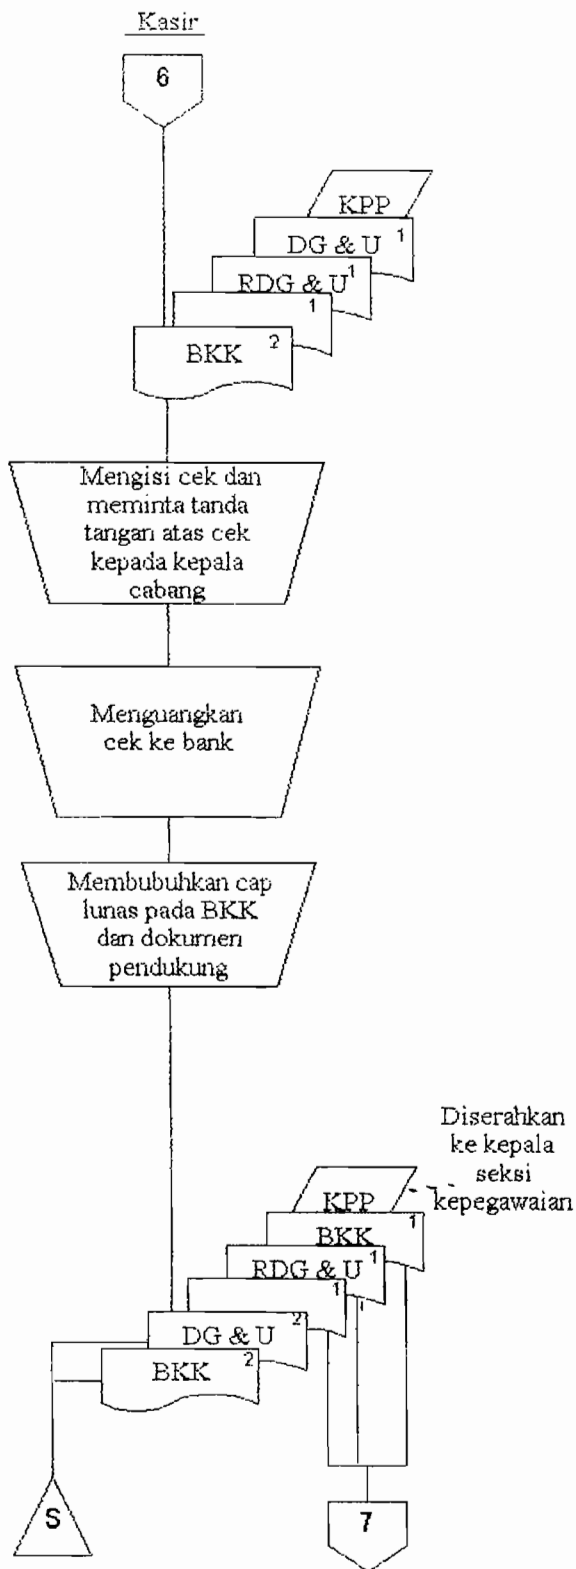 Kasir
6
KPP
DG & U 1
RDG & U 1
1
BKK 2
Mengisi cek dan
meminta tanda
tangan atas cek
kepada kepala
cabang
Menguangkan
cek ke bank
Membubuhkan cap
lunas pada BKK
dan dokumen
pendukung
Diserahkan
ke kepala
seksi
kepegawaian
KPP
BKK 1
RDG & U 1
1
DG & U 2
BKK 2
S
7